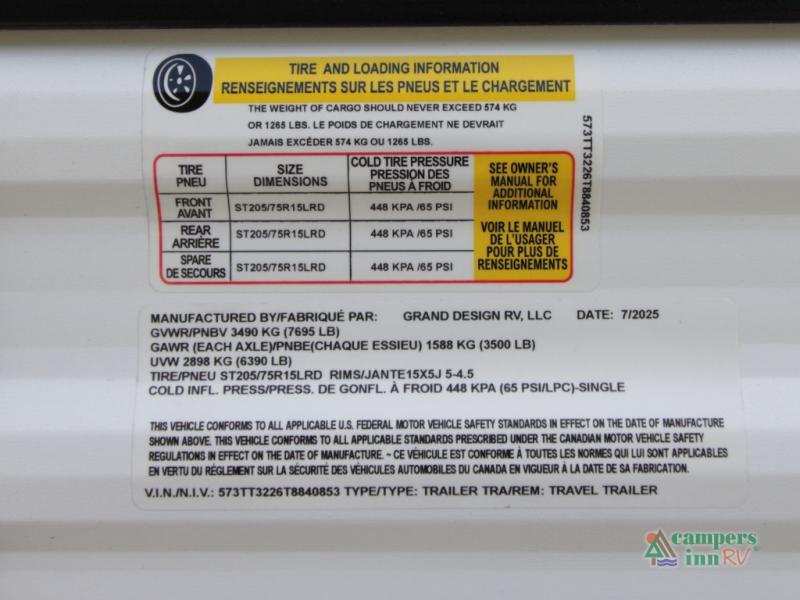 TIRE AND LOADING INFORMATION
RENSEIGNEMENTS SUR LES PNEUS ET LE CHARGEMENT
THE WEIGHT OF CARGO SHOULD NEVER EXCEED 574 KG
OR 1265 LBS. LE POIDS DE CHARGEMENT NE DEVRAIT
JAMAIS EXCÉDER 574 KG OU 1265 LBS.
TIRE PNEU SIZE DIMENSIONS COLD TIRE PRESSURE PRESSION DES PNEUS À FROID
FRONT AVANT ST205/75R15LRD 448 KPA /65 PSI
REAR ARRIÈRE ST205/75R15LRD 448 KPA /65 PSI
SPARE DE SECOURS ST205/75R15LRD 448 KPA /65 PSI
SEE OWNER'S
MANUAL FOR
ADDITIONAL
INFORMATION
VOIR LE MANUEL
DE L'USAGER
POUR PLUS DE
RENSEIGNEMENTS
573TT3226T8840853
MANUFACTURED BY/FABRIQUÉ PAR: GRAND DESIGN RV, LLC DATE: 7/2025
GVWR/PNBV 3490 KG (7695 LB)
GAWR (EACH AXLE)/PNBE(CHAQUE ESSIEU) 1588 KG (3500 LB)
UVW 2898 KG (6390 LB)
TIRE/PNEU ST205/75R15LRD RIMS/JANTE15X5J 5-4.5
COLD INFL. PRESS/PRESS. DE GONFL. À FROID 448 KPA (65 PSI/LPC)-SINGLE
THIS VEHICLE CONFORMS TO ALL APPLICABLE U.S. FEDERAL MOTOR VEHICLE SAFETY STANDARDS IN EFFECT ON THE DATE OF MANUFACTURE
SHOWN ABOVE. THIS VEHICLE CONFORMS TO ALL APPLICABLE STANDARDS PRESCRIBED UNDER THE CANADIAN MOTOR VEHICLE SAFETY
REGULATIONS IN EFFECT ON THE DATE OF MANUFACTURE. ~ CE VÉHICULE EST CONFORME À TOUTES LES NORMES QUI LUI SONT APPLICABLES
EN VERTU DU RÈGLEMENT SUR LA SÉCURITÉ DES VÉHICULES AUTOMOBILES DU CANADA EN VIGUEUR À LA DATE DE SA FABRICATION.
V.I.N./N.I.V.: 573TT3226T8840853 TYPE/TYPE: TRAILER TRA/REM: TRAVEL TRAILER
campers
inn RV